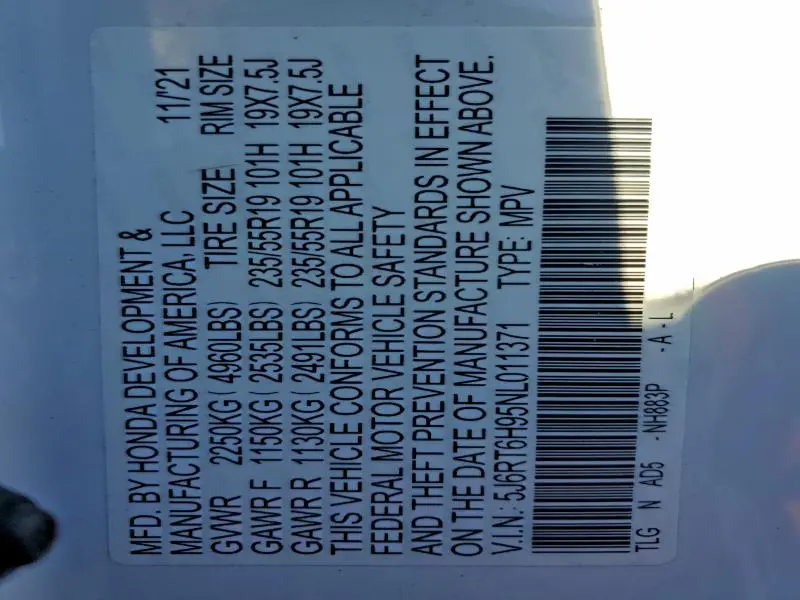 MFD. BY HONDA DEVELOPMENT &
MANUFACTURING OF AMERICA, LLC 11/'21
GVWR 2250KG ( 4960LBS) TIRE SIZE RIM SIZE
GAWR F 1150KG ( 2535LBS) 235/55R19 101H 19X7.5J
GAWR R 1130KG ( 2491LBS) 235/55R19 101H 19X7.5J
THIS VEHICLE CONFORMS TO ALL APPLICABLE
FEDERAL MOTOR VEHICLE SAFETY
AND THEFT PREVENTION STANDARDS IN EFFECT
ON THE DATE OF MANUFACTURE SHOWN ABOVE.
V.I.N.: 5J6RT6H95NL011371 TYPE: MPV
TLG N AD5 -NH883P -A-L